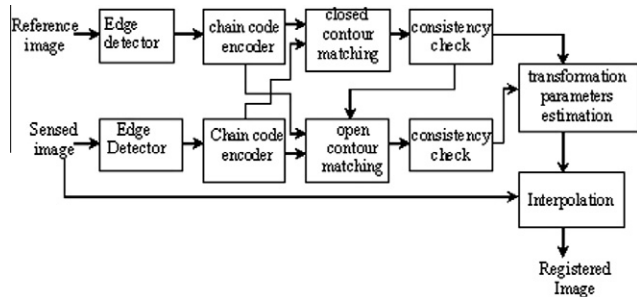 Reference
image
Edge
detector
chain code
encoder
closed
contour
matching
consistency
check
transformation
parameters
estimation
Sensed
image
Edge
Detector
Chain code
encoder
open
contour
matching
consistency
check
Interpolation
Registered
Image